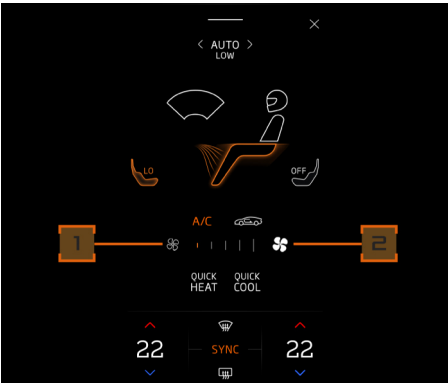 AUTO
LOW
LO
OFF
A/C
1
2
QUICK QUICK
HEAT COOL
22 SYNC 22